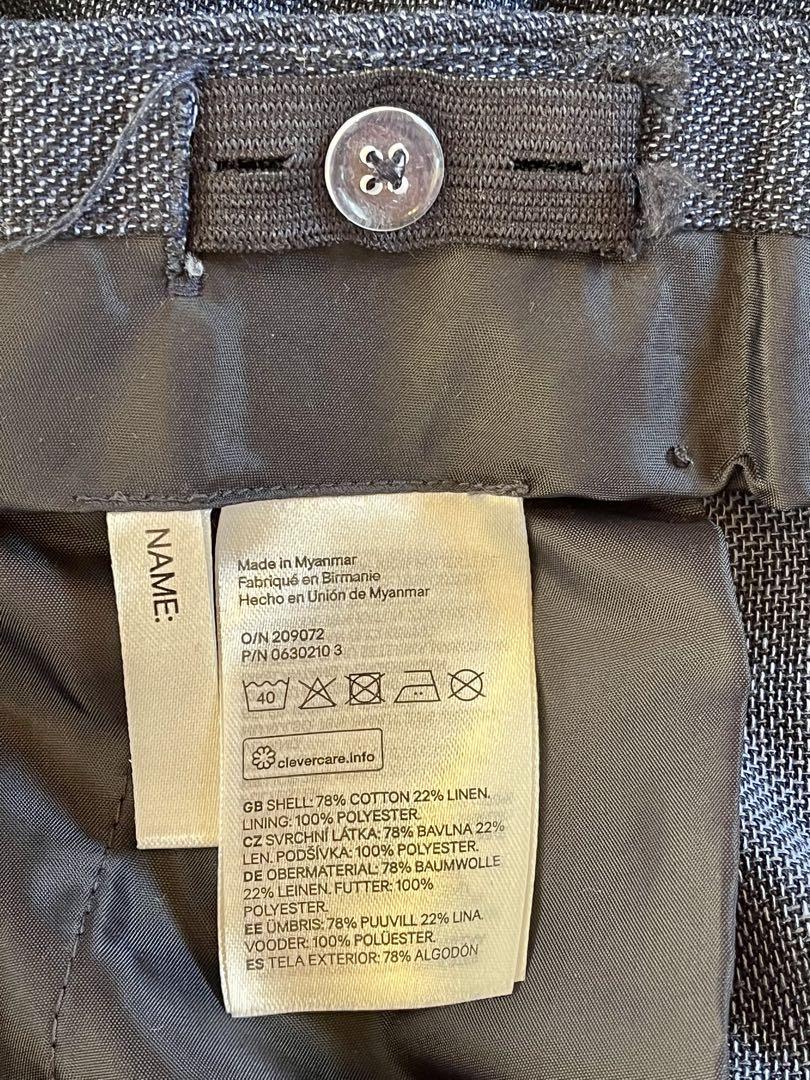 NAME:
Made in Myanmar
Fabriqué en Birmanie
Hecho en Unión de Myanmar
O/N 209072
P/N 0630210 3
40
clevercare.info
GB SHELL: 78% COTTON 22% LINEN.
LINING: 100% POLYESTER.
CZ SVRCHNÍ LÁTKA: 78% BAVLNA 22%
LEN. PODŠÍVKA: 100% POLYESTER.
DE OBERMATERIAL: 78% BAUMWOLLE
22% LEINEN. FUTTER: 100%
POLYESTER.
EE ÜMBRIS: 78% PUUVILL 22% LINA.
VOODER: 100% POLÜESTER.
ES TELA EXTERIOR: 78% ALGODÓN